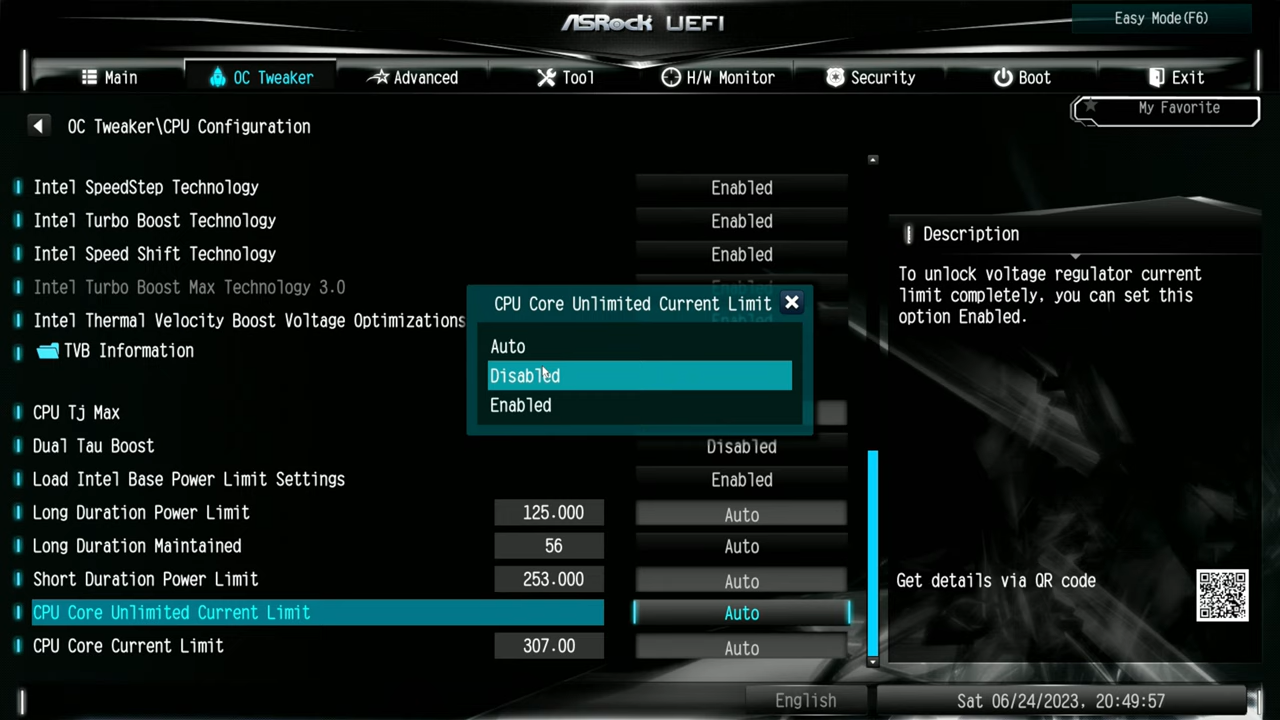 ASRock UEFI
Easy Mode(F6)
Main
OC Tweaker
Advanced
Tool
H/W Monitor
Security
Boot
Exit
My Favorite
OC Tweaker\CPU Configuration
Intel SpeedStep Technology Enabled
Intel Turbo Boost Technology Enabled
Intel Speed Shift Technology Enabled
Intel Turbo Boost Max Technology 3.0
Intel Thermal Velocity Boost Voltage Optimizations
TVB Information
CPU Tj Max
Dual Tau Boost Disabled
Load Intel Base Power Limit Settings Enabled
Long Duration Power Limit 125.000 Auto
Long Duration Maintained 56 Auto
Short Duration Power Limit 253.000 Auto
CPU Core Unlimited Current Limit Auto
CPU Core Current Limit 307.00 Auto
CPU Core Unlimited Current Limit
Auto
Disabled
Enabled
Description
To unlock voltage regulator current
limit completely, you can set this
option Enabled.
Get details via QR code
English
Sat 06/24/2023, 20:49:57